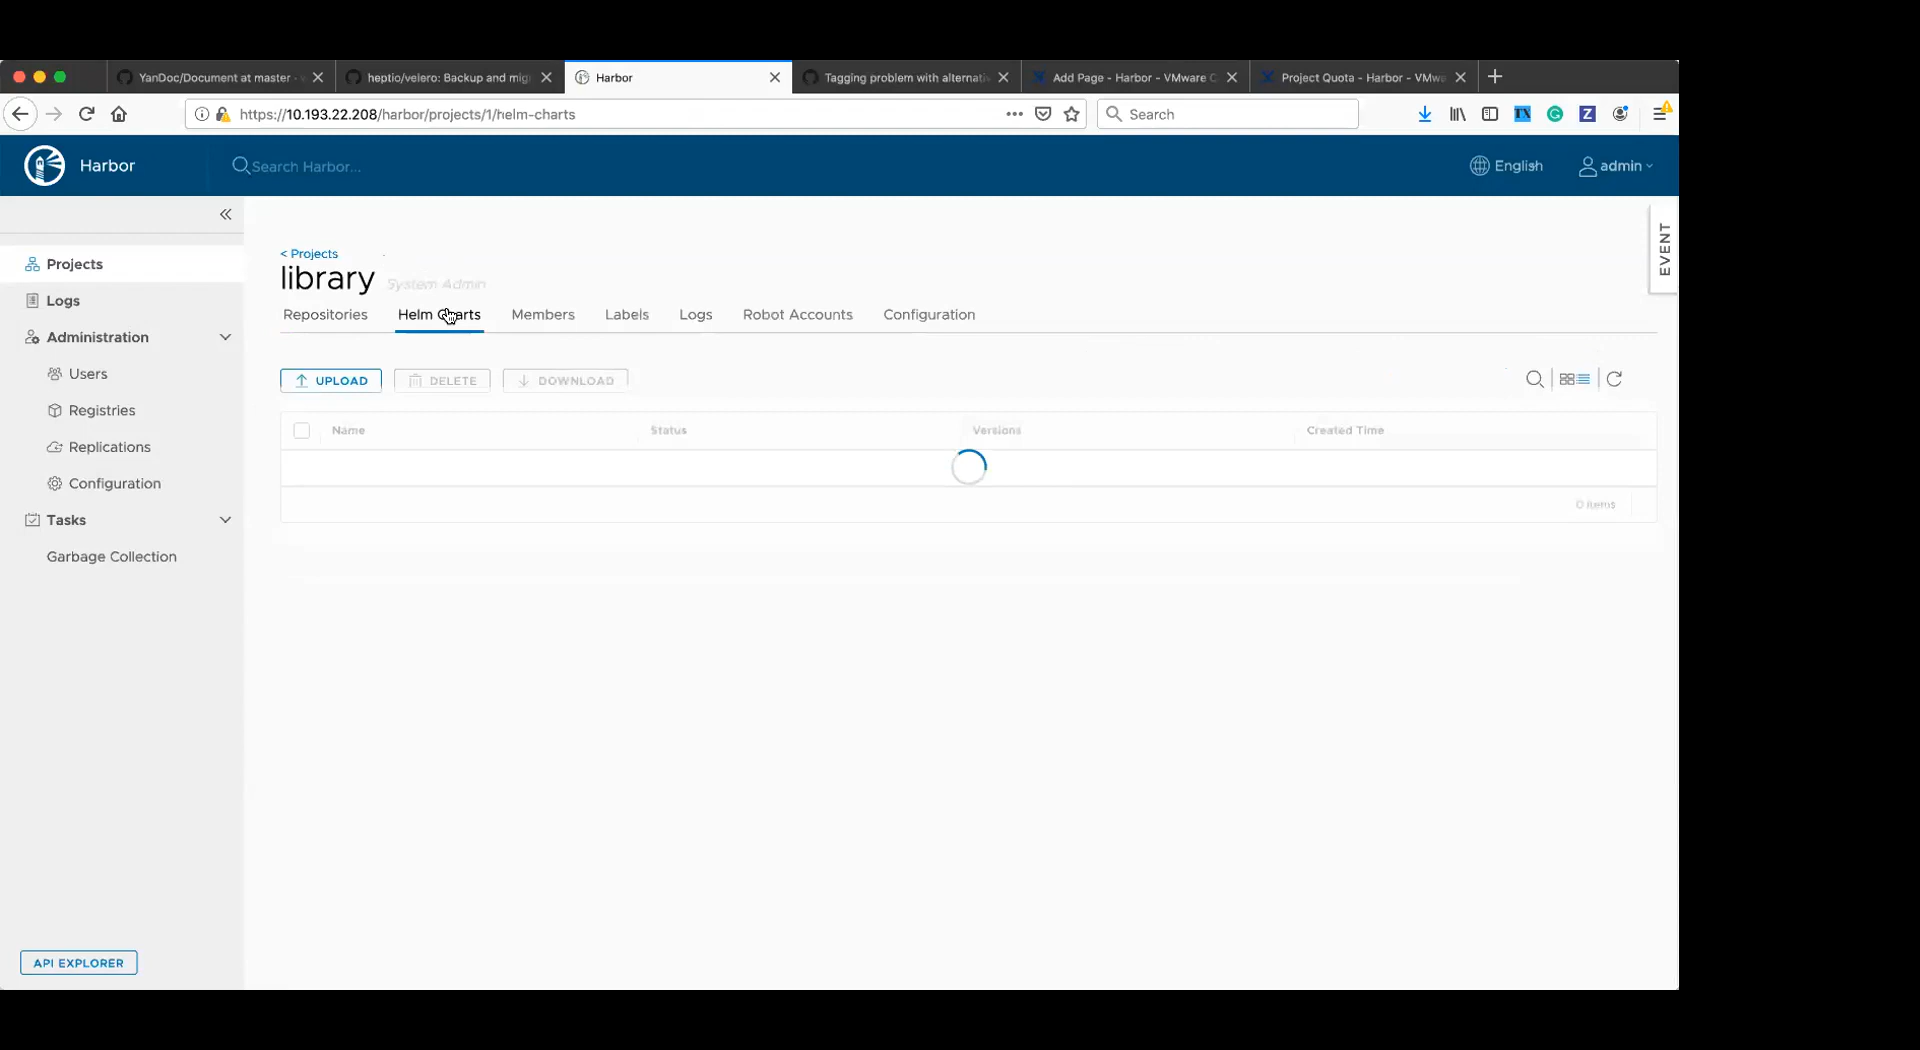 YanDoc/Document at master ·
heptio/velero: Backup and mig
Harbor
Tagging problem with alternati
Add Page - Harbor - VMware C
Project Quota - Harbor - VMwa
https://10.193.22.208/harbor/projects/1/helm-charts
Search
Harbor
Search Harbor...
English
admin
EVENT
Projects
Logs
Administration
Users
Registries
Replications
Configuration
Tasks
Garbage Collection
API EXPLORER
< Projects
library System Admin
Repositories Helm Charts Members Labels Logs Robot Accounts Configuration
UPLOAD DELETE DOWNLOAD
Name Status Versions Created Time
0 items